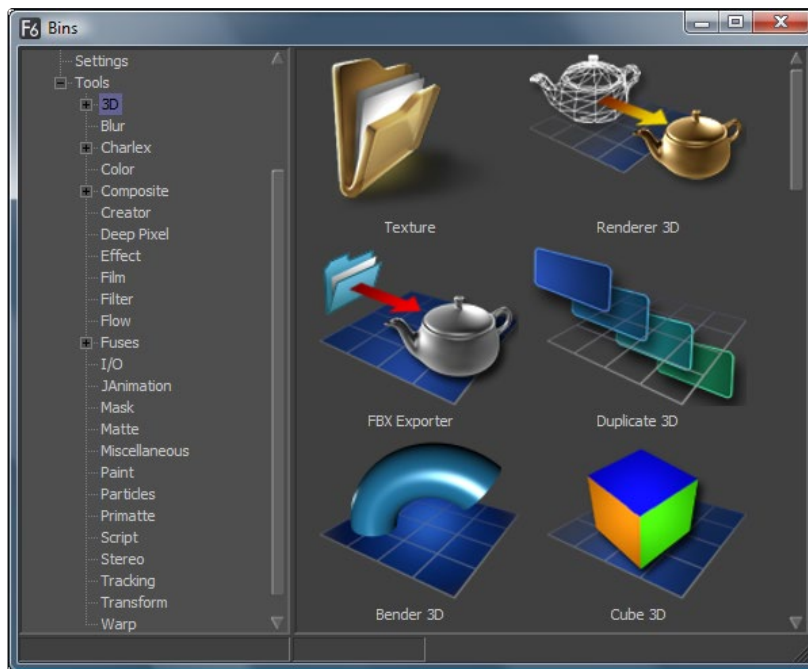 F6 Bins
Settings
Tools
3D
Blur
Charlex
Color
Composite
Creator
Deep Pixel
Effect
Film
Filter
Flow
Fuses
I/O
JAnimation
Mask
Matte
Miscellaneous
Paint
Particles
Primatte
Script
Stereo
Tracking
Transform
Warp
Texture
Renderer 3D
FBX Exporter
Duplicate 3D
Bender 3D
Cube 3D